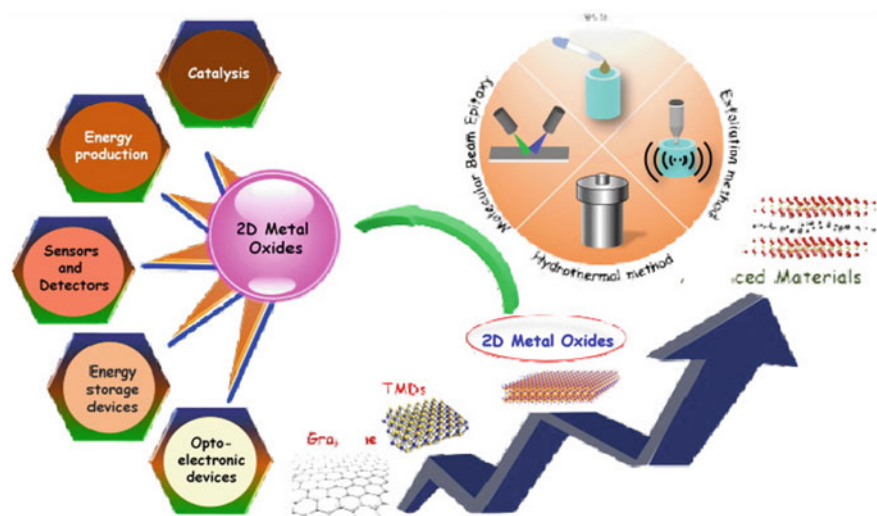 Catalysis
Energy
production
Sensors
and
Detectors
Energy
storage
devices
Opto-
electronic
devices
2D Metal
Oxides
Molecular Beam Epitaxy
Exfoliation method
Hydrothermal method
Materials
2D Metal Oxides
TMDs